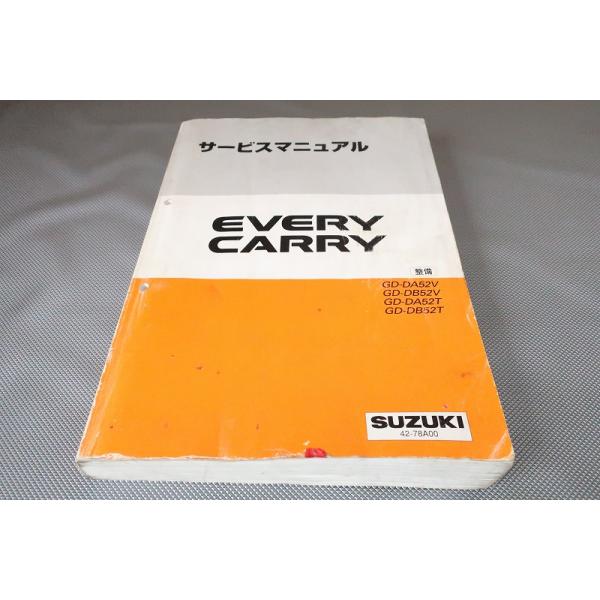 サービスマニュアル
EVERY
CARRY
整備
GD-DA52V
GD-DB52V
GD-DA52T
GD-DB52T
SUZUKI
42-78A00